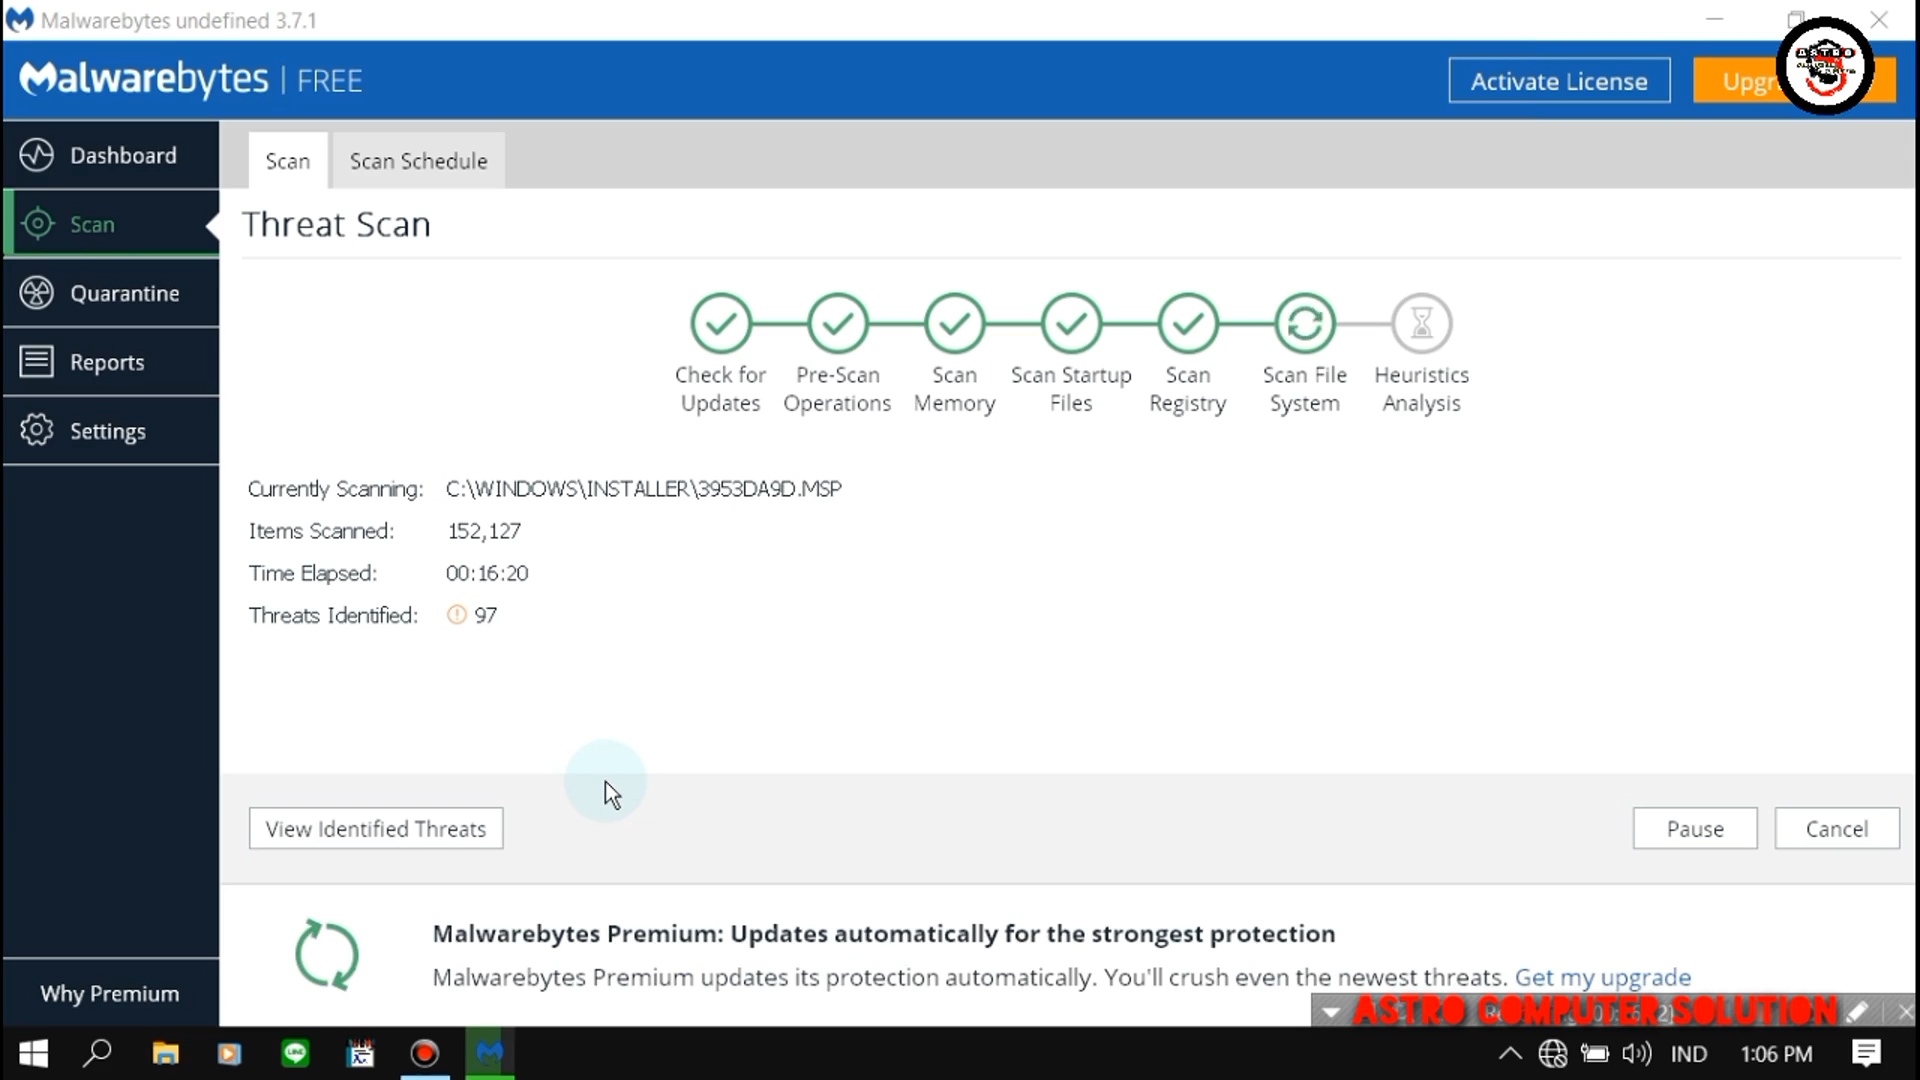 Malwarebytes undefined 3.7.1
Malwarebytes | FREE
Activate License
Dashboard
Scan
Quarantine
Reports
Settings
Why Premium
Scan
Scan Schedule
Threat Scan
Check for Updates
Pre-Scan Operations
Scan Memory
Scan Startup Files
Scan Registry
Scan File System
Heuristics Analysis
Currently Scanning: C:\WINDOWS\INSTALLER\3953DA9D.MSP
Items Scanned: 152,127
Time Elapsed: 00:16:20
Threats Identified: 97
View Identified Threats
Pause
Cancel
Malwarebytes Premium: Updates automatically for the strongest protection
Malwarebytes Premium updates its protection automatically. You'll crush even the newest threats. Get my upgrade
ASTRO COMPUTER SOLUTION
LINE
IND
1:06 PM